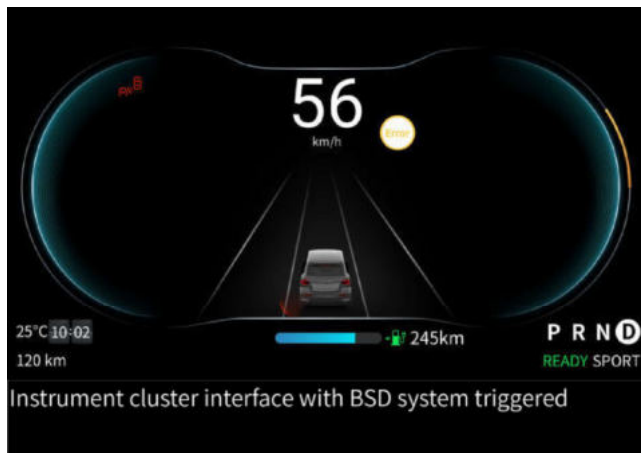 56
km/h
Error
25°C 10:02
245km
P R N D
120 km
READY SPORT
Instrument cluster interface with BSD system triggered